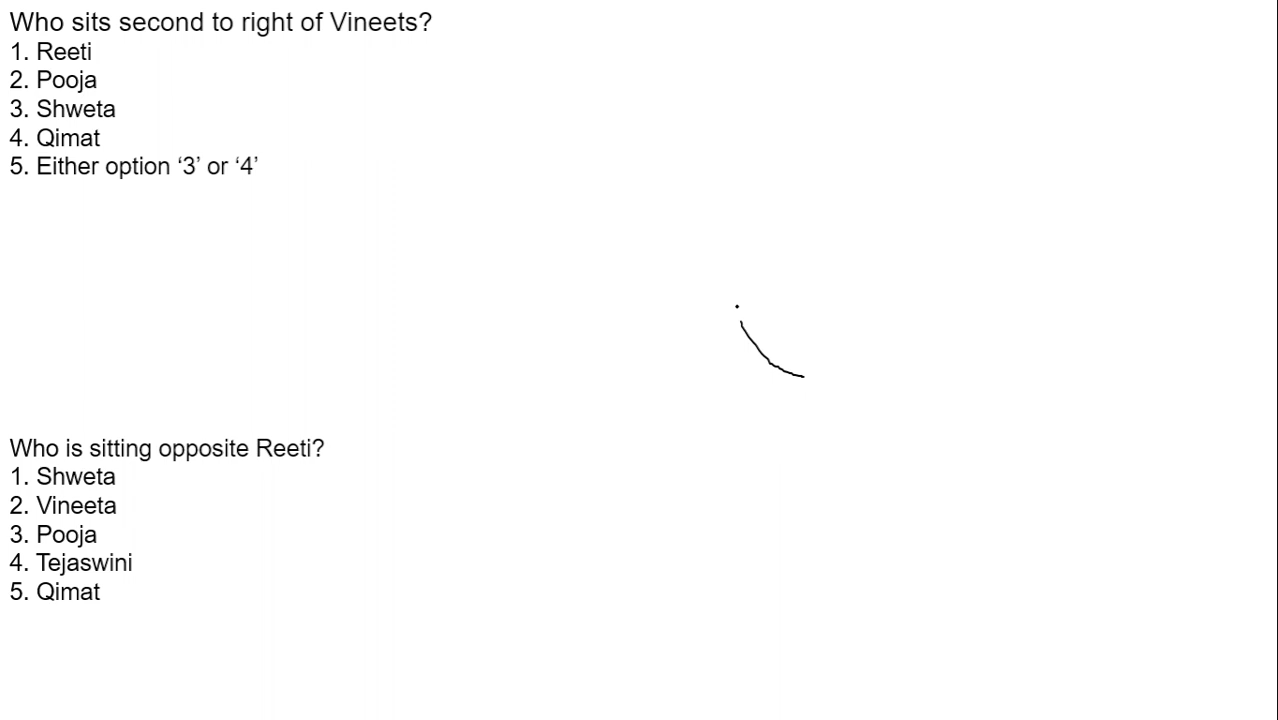 Who sits second to right of Vineets?
1. Reeti
2. Pooja
3. Shweta
4. Qimat
5. Either option ‘3’ or ‘4’
Who is sitting opposite Reeti?
1. Shweta
2. Vineeta
3. Pooja
4. Tejaswini
5. Qimat